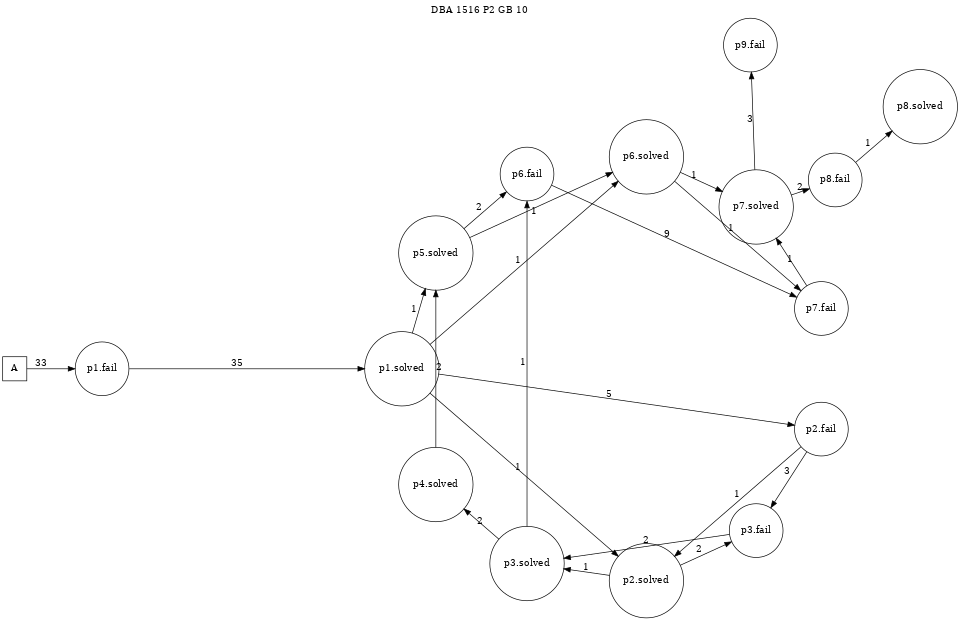 DBA 1516 P2 GB 10
p9.fail
p8.solved
3
1
p6.solved
p6.fail
1
p8.fail
2
2
p7.solved
1
1
9
p5.solved
1
1
1
p7.fail
1
A
33
p1.fail
35
p1.solved
2
1
5
p2.fail
1
3
p4.solved
1
2
p3.fail
2
2
p3.solved
1
p2.solved